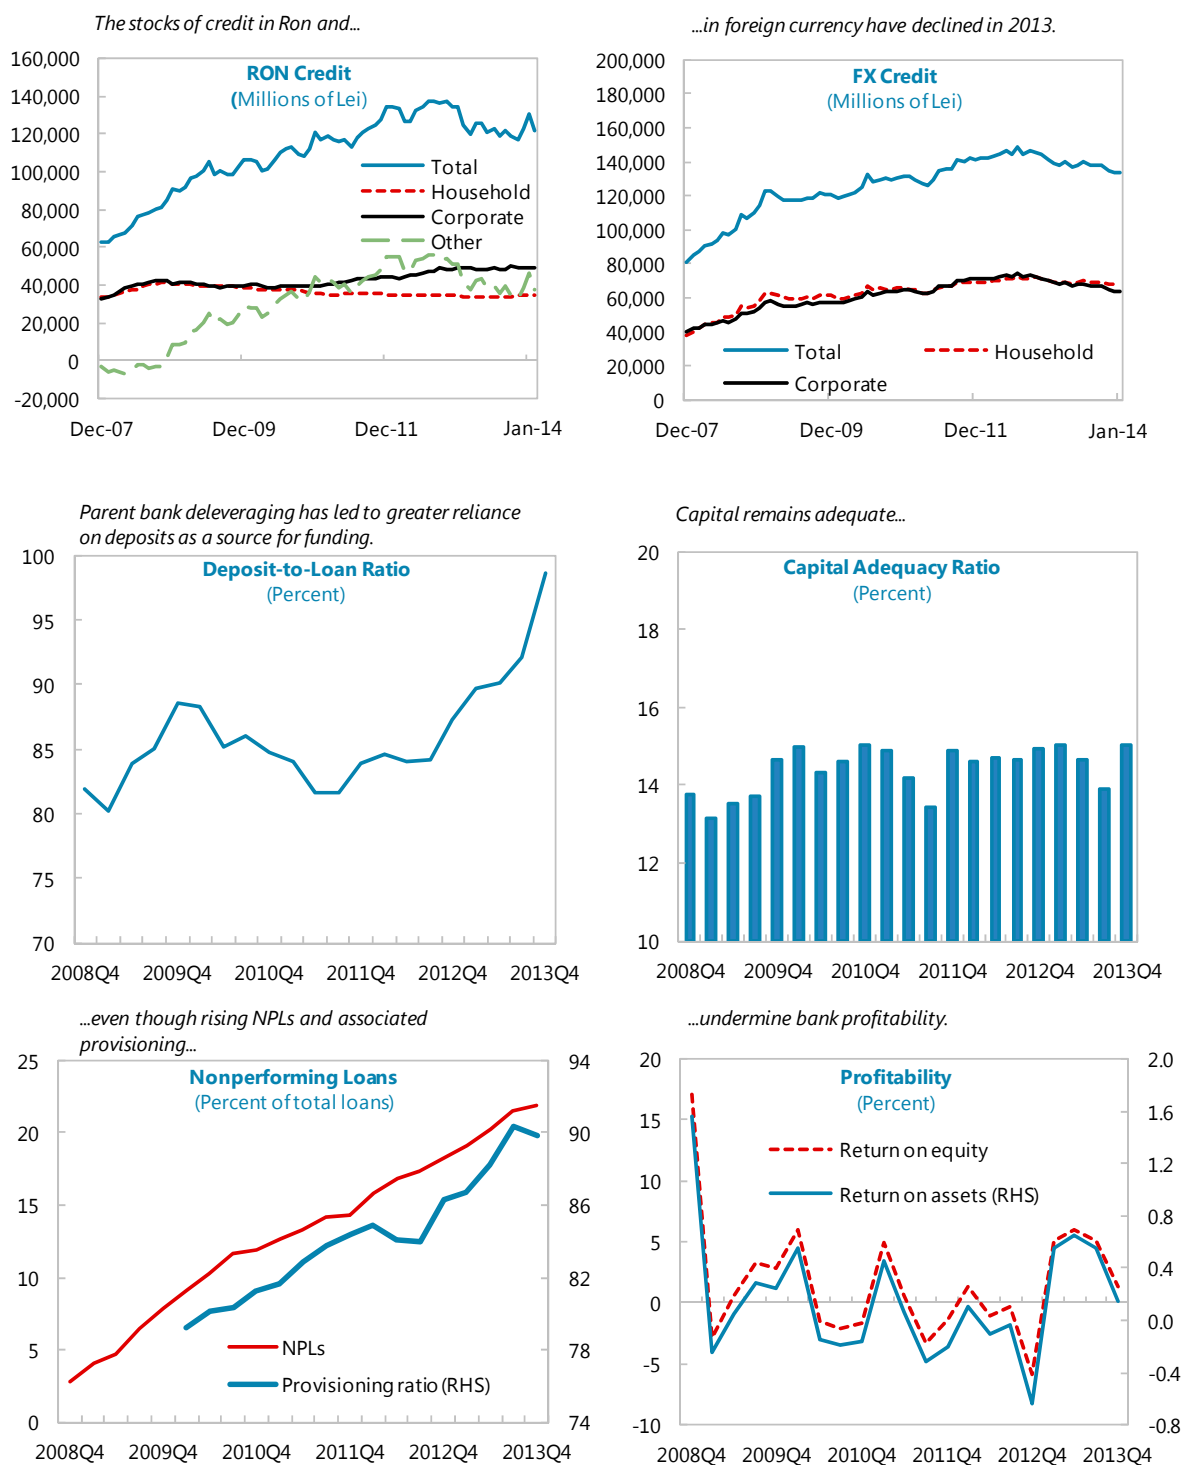 The stocks of credit in Ron and...
RON Credit
(Millions of Lei)
160,000
140,000
120,000
100,000
80,000
60,000
40,000
20,000
0
-20,000
Total
Household
Corporate
Other
Dec-07 Dec-09 Dec-11 Jan-14
...in foreign currency have declined in 2013.
FX Credit
(Millions of Lei)
200,000
180,000
160,000
140,000
120,000
100,000
80,000
60,000
40,000
20,000
0
Total Household
Corporate
Dec-07 Dec-09 Dec-11 Jan-14
Parent bank deleveraging has led to greater reliance
on deposits as a source for funding.
Deposit-to-Loan Ratio
(Percent)
100
95
90
85
80
75
70
2008Q4 2009Q4 2010Q4 2011Q4 2012Q4 2013Q4
Capital remains adequate...
Capital Adequacy Ratio
(Percent)
20
18
16
14
12
10
2008Q4 2009Q4 2010Q4 2011Q4 2012Q4 2013Q4
...even though rising NPLs and associated
provisioning...
Nonperforming Loans
(Percent of total loans)
25
20
15
10
5
0
94
90
86
82
78
74
NPLs
Provisioning ratio (RHS)
2008Q4 2009Q4 2010Q4 2011Q4 2012Q4 2013Q4
...undermine bank profitability.
Profitability
(Percent)
20
15
10
5
0
-5
-10
2.0
1.6
1.2
0.8
0.4
0.0
-0.4
-0.8
Return on equity
Return on assets (RHS)
2008Q4 2009Q4 2010Q4 2011Q4 2012Q4 2013Q4